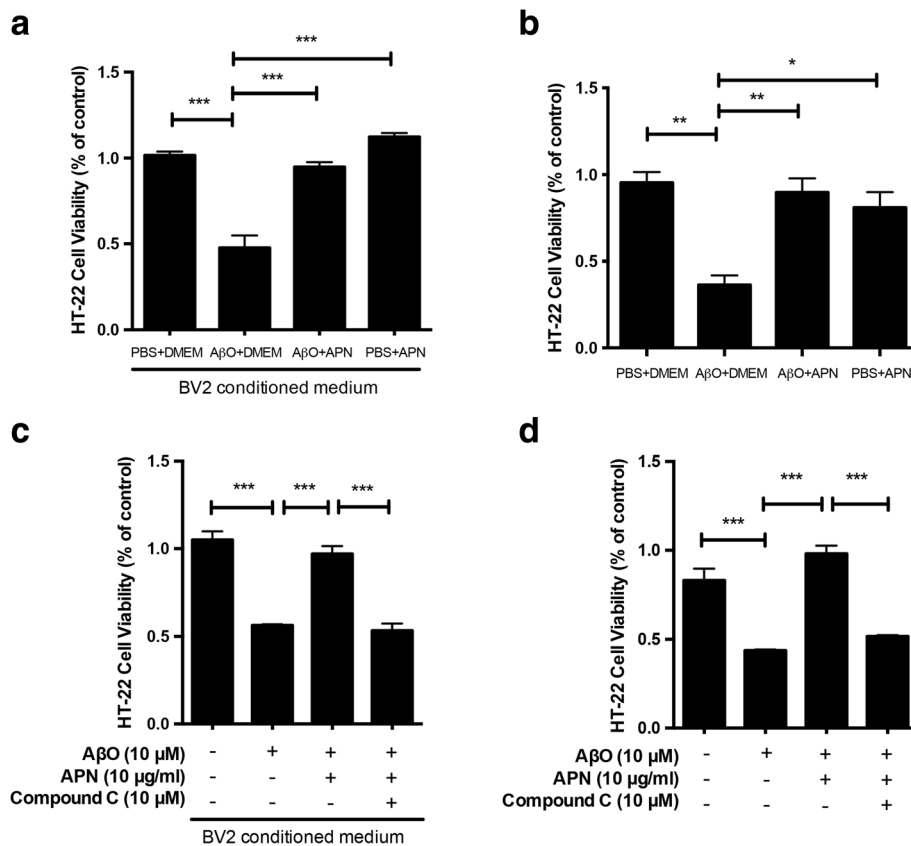 a
***
***
***
HT-22 Cell Viability (% of control)
1.5
1.0
0.5
0.0
PBS+DMEM AβO+DMEM AβO+APN PBS+APN
BV2 conditioned medium
b
*
**
**
HT-22 Cell Viability (% of control)
1.5
1.0
0.5
0.0
PBS+DMEM AβO+DMEM AβO+APN PBS+APN
c
*** *** ***
HT-22 Cell Viability (% of control)
1.5
1.0
0.5
0.0
AβO (10 µM) - + + +
APN (10 µg/ml) - - + +
Compound C (10 µM) - - - +
BV2 conditioned medium
d
*** ***
***
HT-22 Cell Viability (% of control)
1.5
1.0
0.5
0.0
AβO (10 µM) - + + +
APN (10 µg/ml) - - + +
Compound C (10 µM) - - - +